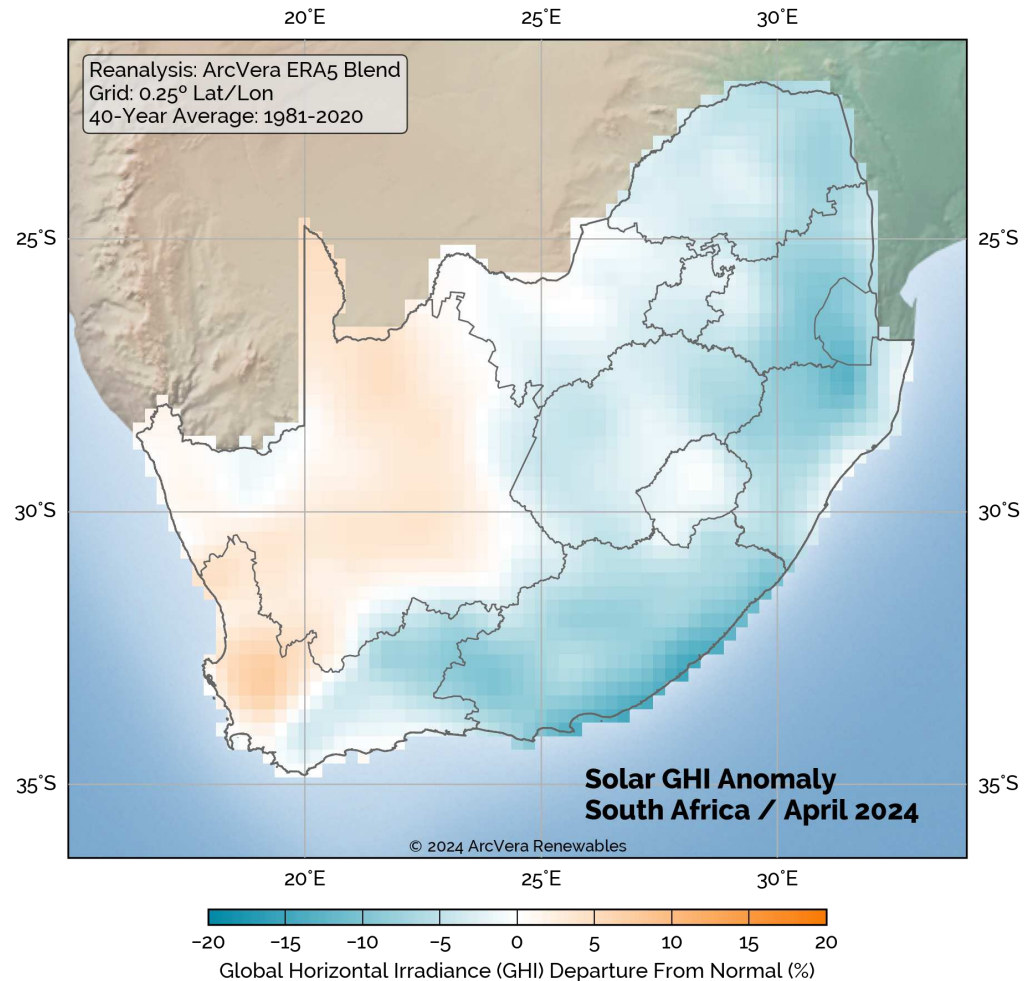 20°E 25°E 30°E
Reanalysis: ArcVera ERA5 Blend
Grid: 0.25º Lat/Lon
40-Year Average: 1981-2020
25°S 25°S
30°S 30°S
35°S 35°S
Solar GHI Anomaly
South Africa / April 2024
© 2024 ArcVera Renewables
20°E 25°E 30°E
−20 −15 −10 −5 0 5 10 15 20
Global Horizontal Irradiance (GHI) Departure From Normal (%)